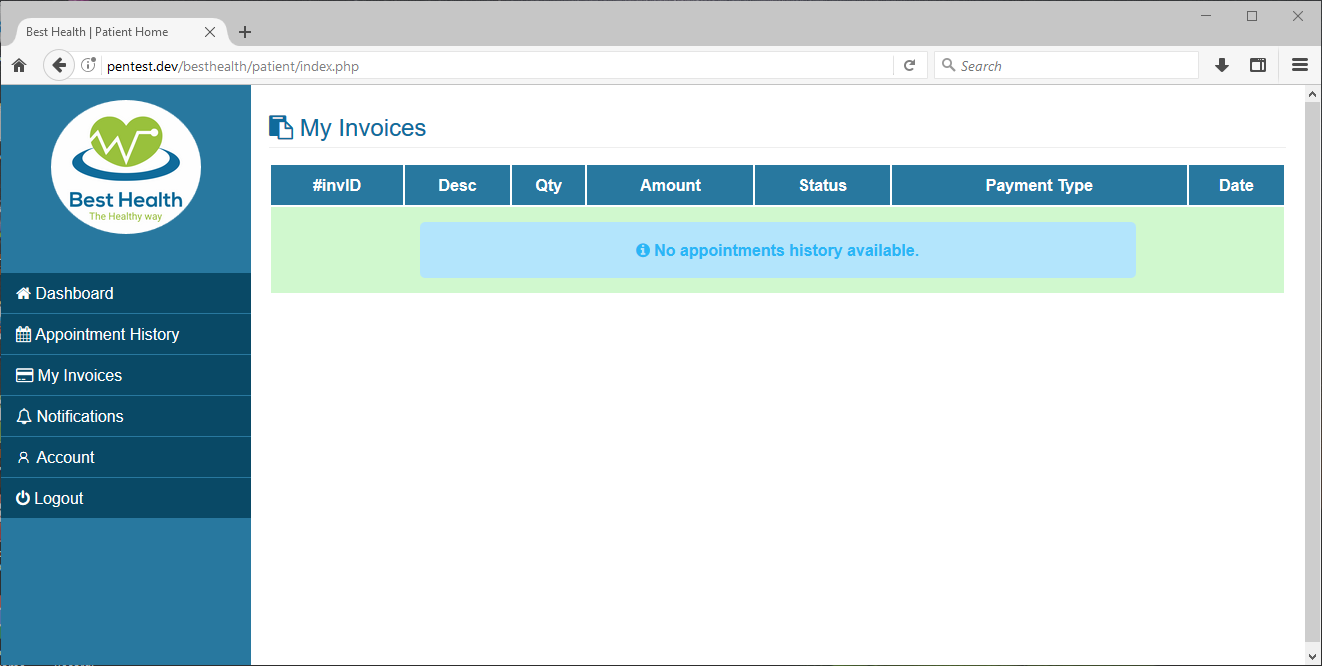 Best Health | Patient Home
pentest.dev/besthealth/patient/index.php
Search
Best Health
The Healthy way
Dashboard
Appointment History
My Invoices
Notifications
Account
Logout
My Invoices
#invID Desc Qty Amount Status Payment Type Date
No appointments history available.